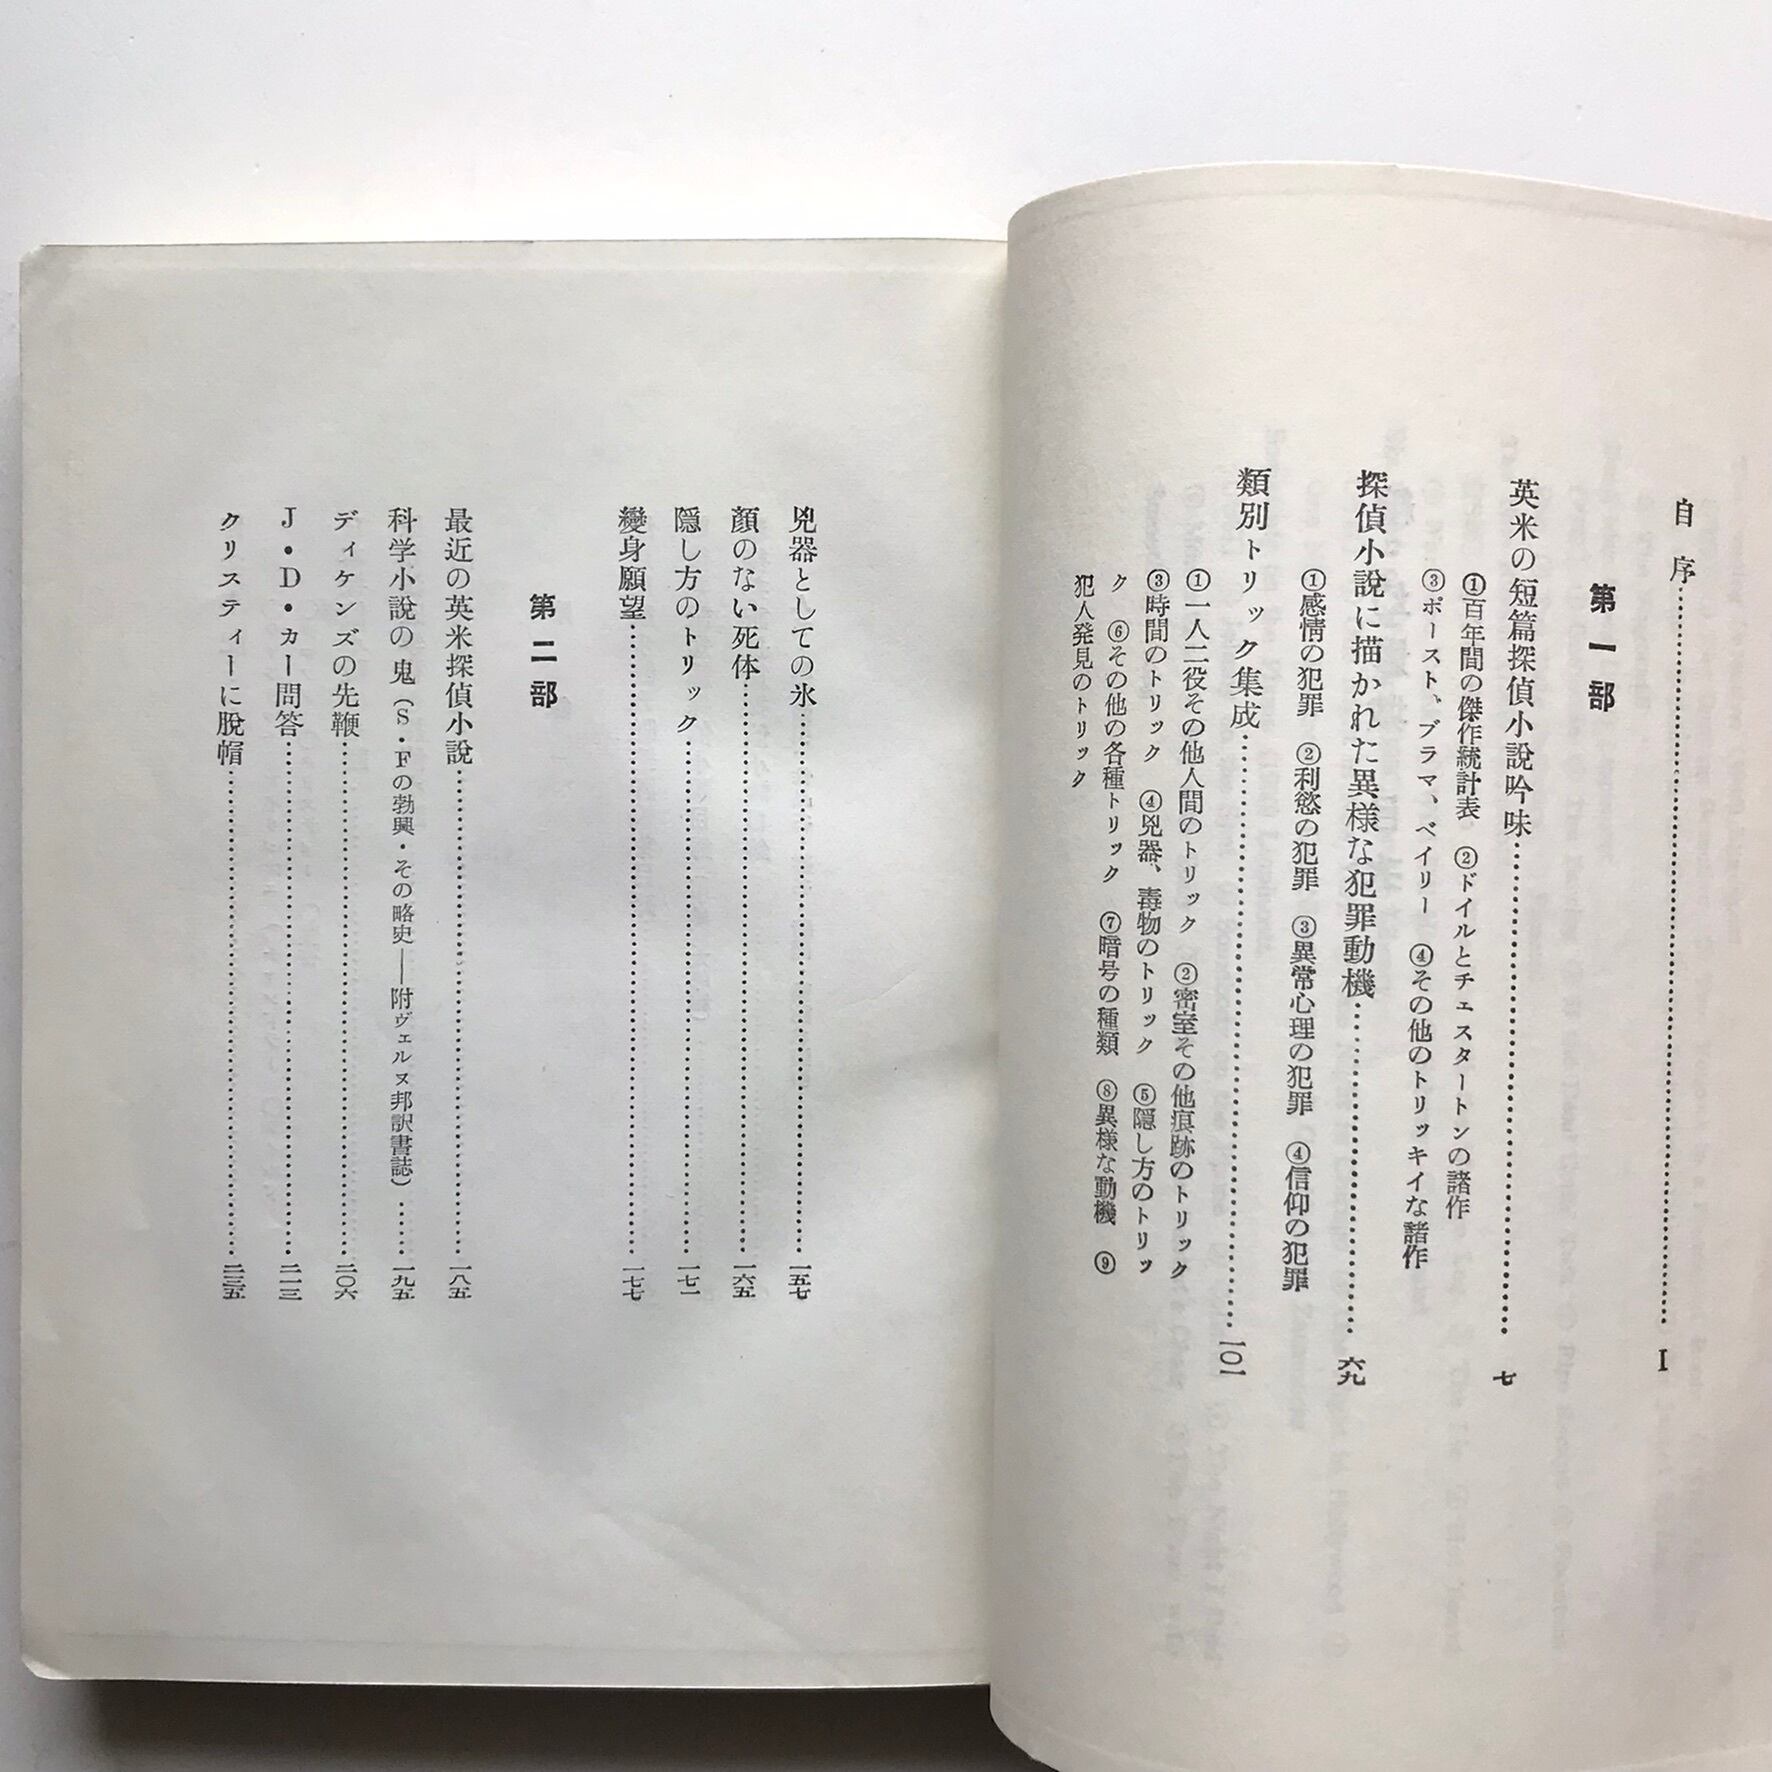 自序…………I
第一部
英米の短篇探偵小説吟味…………七
①百年間の傑作統計表　②ドイルとチェスタートンの諸作
③ポースト、ブラマ、ベイリー　④その他のトリッキイな諸作
探偵小説に描かれた異様な犯罪動機…………六九
①感情の犯罪　②利慾の犯罪　③異常心理の犯罪　④信仰の犯罪
類別トリック集成…………一〇一
①一人二役その他人間のトリック　②密室その他痕跡のトリック
③時間のトリック　④兇器、毒物のトリック　⑤隠し方のトリッ
ク　⑥その他の各種トリック　⑦暗号の種類　⑧異様な動機　⑨
犯人発見のトリック
兇器としての氷…………一五七
顔のない死体…………一六五
隠し方のトリック…………一七一
變身願望…………一七七
第二部
最近の英米探偵小説…………一八五
科学小説の鬼（S・Fの勃興・その略史――附ヴェルヌ邦訳書誌）……一九五
ディケンズの先鞭…………二〇六
J・D・カー問答…………二一三
クリスティーに脱帽…………二三五